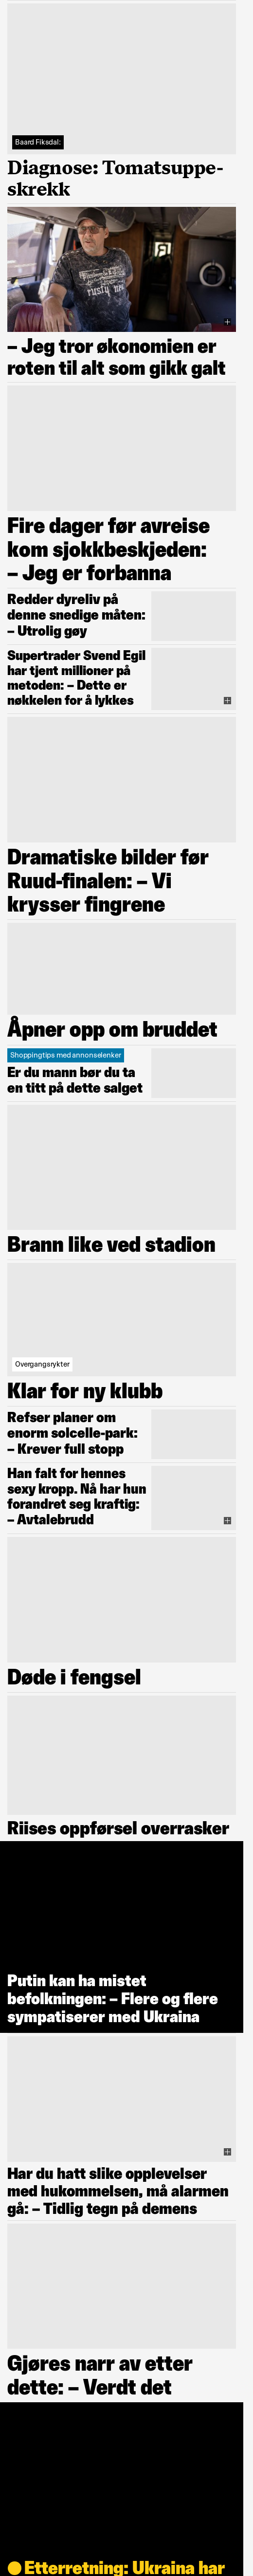 Baard Fiksdal:
Diagnose: Tomatsuppe-
skrekk
– Jeg tror økonomien er
roten til alt som gikk galt
Fire dager før avreise
kom sjokkbeskjeden:
– Jeg er forbanna
Redder dyreliv på
denne snedige måten:
– Utrolig gøy
Supertrader Svend Egil
har tjent millioner på
metoden: – Dette er
nøkkelen for å lykkes
Dramatiske bilder før
Ruud-finalen: – Vi
krysser fingrene
Åpner opp om bruddet
Shoppingtips med annonselenker
Er du mann bør du ta
en titt på dette salget
Brann like ved stadion
Overgangsrykter
Klar for ny klubb
Refser planer om
enorm solcelle-park:
– Krever full stopp
Han falt for hennes
sexy kropp. Nå har hun
forandret seg kraftig:
– Avtalebrudd
Døde i fengsel
Riises oppførsel overrasker
Putin kan ha mistet
befolkningen: – Flere og flere
sympatiserer med Ukraina
Har du hatt slike opplevelser
med hukommelsen, må alarmen
gå: – Tidlig tegn på demens
Gjøres narr av etter
dette: – Verdt det
Etterretning: Ukraina har